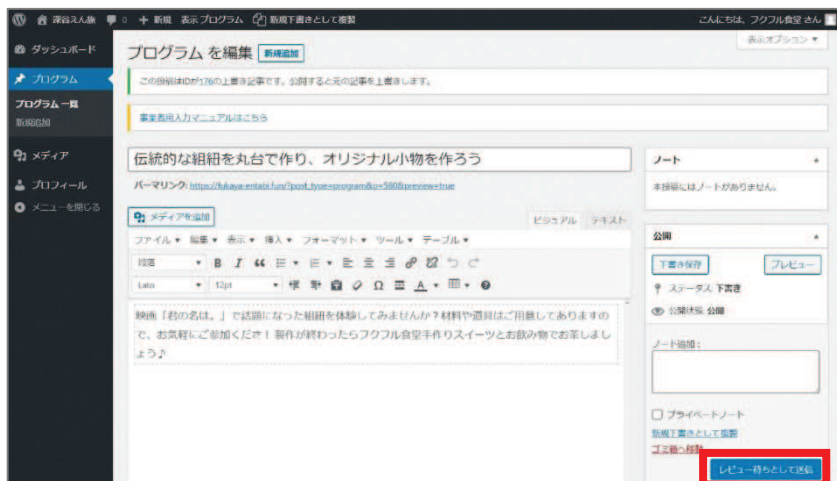 深谷えん旅 0 + 新規 表示プログラム 新規下書きとして複製 こんにちは、フクフル食堂 さん
表示オプション ▼
ダッシュボード
プログラム
プログラム一覧
新規追加
メディア
プロフィール
メニューを閉じる
プログラム を編集 新規追加
この投稿はIDが176の上書き記事です。公開すると元の記事を上書きします。
事業者用入力マニュアルはこちら
伝統的な組紐を丸台で作り、オリジナル小物を作ろう
パーマリンク: https://fukaya-entabi.fun/?post_type=program&p=580&preview=true
メディアを追加 ビジュアル テキスト
ファイル ▼ 編集 ▼ 表示 ▼ 挿入 ▼ フォーマット ▼ ツール ▼ テーブル ▼
段落 ▼ B I
Lato ▼ 12pt ▼ Ω A
映画「君の名は。」で話題になった組紐を体験してみませんか？材料や道具はご用意してありますの
で、お気軽にご参加くださ！製作が終わったらフクフル食堂手作りスイーツとお飲み物でお茶しまし
ょう♪
ノート
本投稿にはノートがありません。
公開
下書き保存 プレビュー
ステータス: 下書き
公開状態: 公開
ノート追加:
プライベートノート
新規下書きとして複製
ゴミ箱へ移動
レビュー待ちとして送信